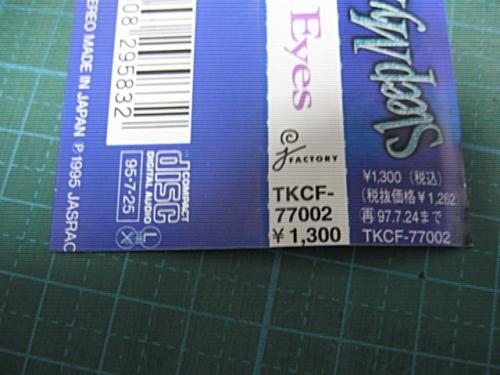 Sleepy
Eyes
FACTORY
TKCF-
77002
¥1,300
¥1,300 (税込)
(税抜価格¥1,262
再 97.7.24まで
TKCF-77002
08 295832
COMPACT
disc
DIGITAL AUDIO
95・7・25
L
X
EREO MADE IN JAPAN P. 1995 JASRAC